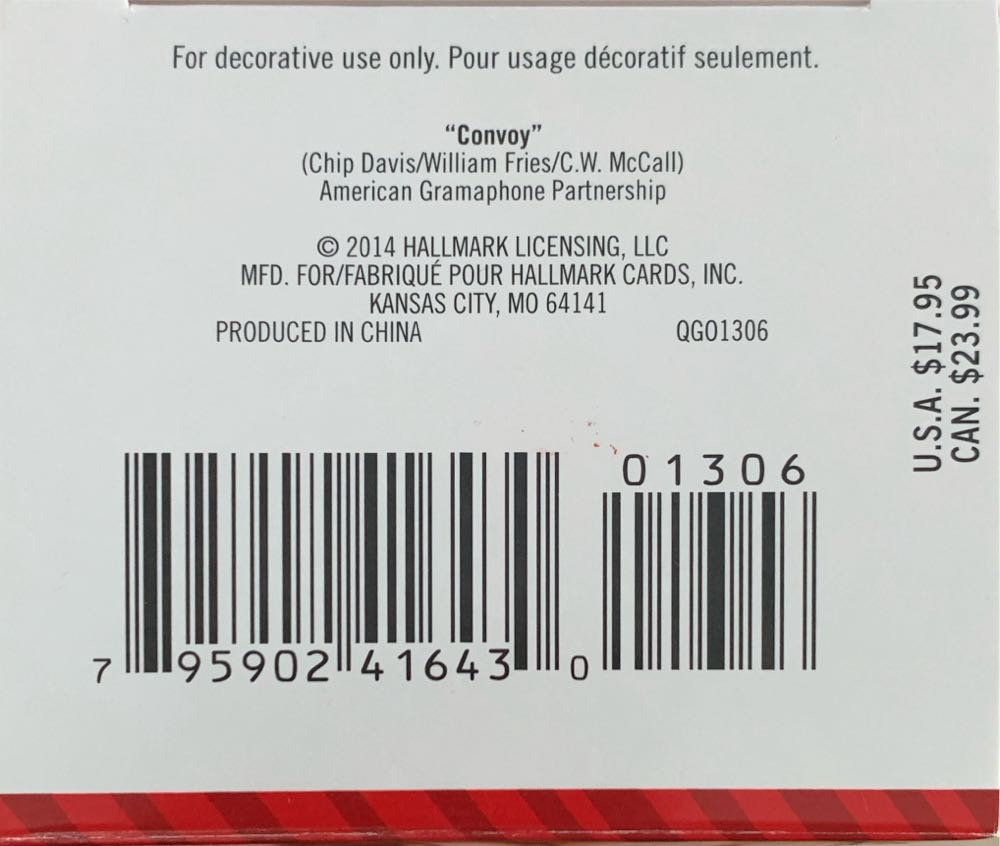 For decorative use only. Pour usage décoratif seulement.
“Convoy”
(Chip Davis/William Fries/C.W. McCall)
American Gramaphone Partnership
© 2014 HALLMARK LICENSING, LLC
MFD. FOR/FABRIQUÉ POUR HALLMARK CARDS, INC.
KANSAS CITY, MO 64141
PRODUCED IN CHINA QGO1306
U.S.A. $17.95
CAN. $23.99
01306
7 95902 41643 0